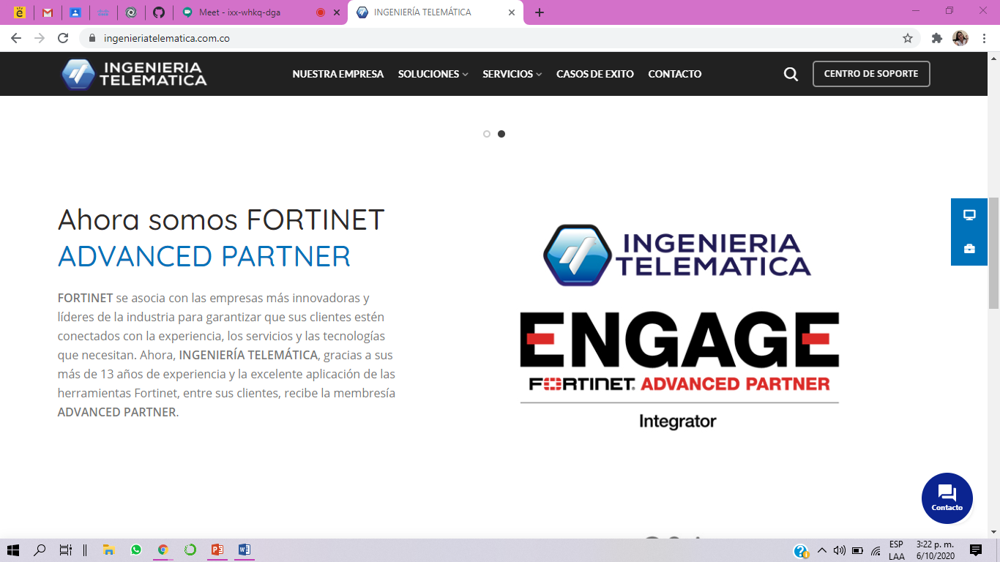 Meet - ixx-whkq-dga
INGENIERÍA TELEMÁTICA
ingenieriatelematica.com.co
INGENIERIA
TELEMATICA
NUESTRA EMPRESA SOLUCIONES SERVICIOS CASOS DE EXITO CONTACTO
CENTRO DE SOPORTE
Ahora somos FORTINET
ADVANCED PARTNER
FORTINET se asocia con las empresas más innovadoras y
líderes de la industria para garantizar que sus clientes estén
conectados con la experiencia, los servicios y las tecnologías
que necesitan. Ahora, INGENIERÍA TELEMÁTICA, gracias a sus
más de 13 años de experiencia y la excelente aplicación de las
herramientas Fortinet, entre sus clientes, recibe la membresía
ADVANCED PARTNER.
INGENIERIA
TELEMATICA
ENGAGE
FORTINET ADVANCED PARTNER
Integrator
Contacto
ESP
LAA
3:22 p. m.
6/10/2020